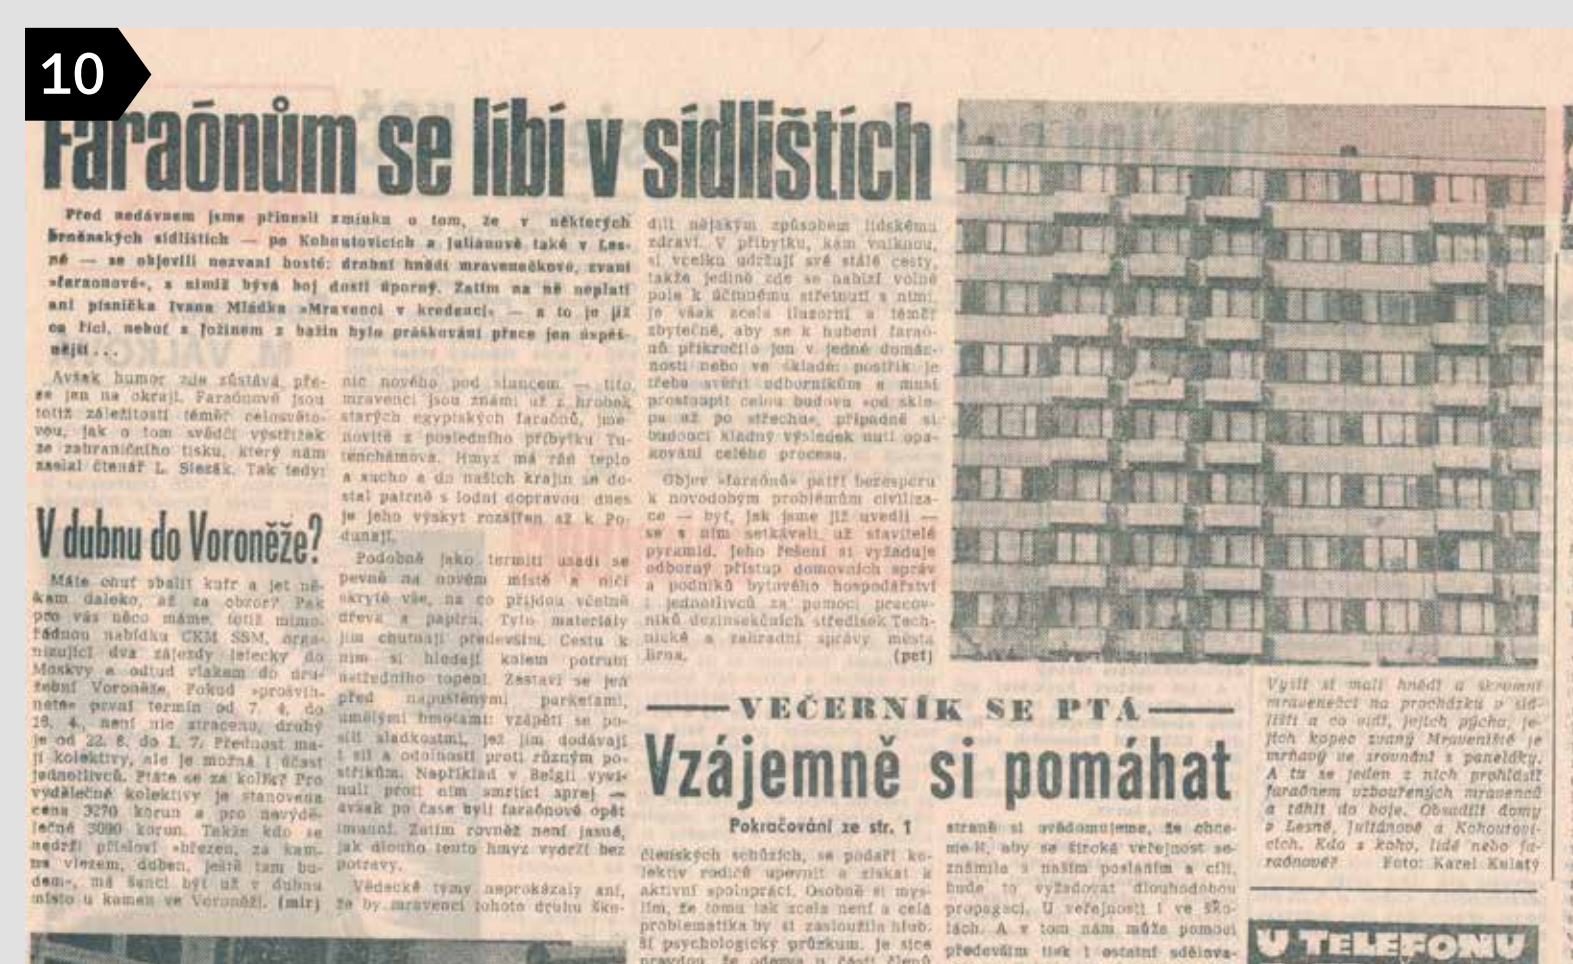 10
Faraónům se líbí v sídlištích
Před nedávnem jsme přinesli zmínku o tom, že v některých
brněnských sídlištích — po Kohoutovicích a Juliánově také v Les-
né — se objevili nezvaní hosté: drobní hnědí mravenečkové, zvaní
»faraonové«, s nimiž bývá boj dosti úporný. Zatím na ně neplatí
ani písnička Ivana Mládka »Mravenci v kredenci« — a to je již
co říci, neboť s Jožinem z bažin bylo práškování přece jen úspěš-
nější...
Avšak humor zde zůstává pře-
ce jen na okraji. Faraónové jsou
totiž záležitostí téměř celosvěto-
vou, jak o tom svědčí výstřižek
ze zahraničního tisku, který nám
zaslal čtenář L. Slezák. Tak tedy:
nic nového pod sluncem — tito
mravenci jsou známi už z hrobek
starých egyptských faraónů, jme-
novitě z posledního příbytku Tu-
tenchámova. Hmyz má rád teplo
a sucho a do našich krajin se do-
stal patrně s lodní dopravou: dnes
je jeho výskyt rozšířen až k Po-
dunají.
Podobně jako termiti usadí se
pevně na novém místě a ničí
skrytě vše, na co přijdou včetně
dřeva a papíru. Tyto materiály
jim chutnají především. Cestu k
nim si hledají kolem potrubí
ústředního topení. Zastaví se jen
před napuštěnými parketami,
umělými hmotami: vzápětí se po-
sílí sladkostmi, jež jim dodávají
i sil a odolnosti proti různým po-
střikům. Například v Belgii vyvi-
nuli proti nim smrtící sprej —
avšak po čase byli faraónové opět
imunní. Zatím rovněž není jasné,
jak dlouho tento hmyz vydrží bez
potravy.
Vědecké týmy neprokázaly ani,
že by mravenci tohoto druhu ško-
dili nějakým způsobem lidskému
zdraví. V příbytku, kam vniknou,
si vcelku udržují své stálé cesty,
takže jedině zde se nabízí volné
pole k účinnému střetnutí s nimi.
Je však zcela iluzorní a téměř
zbytečné, aby se k hubení faraó-
nů přikročilo jen v jedné domác-
nosti nebo ve skladě: postřik je
třeba svěřit odborníkům a musí
prostoupit celou budovu »od skle-
pa až po střechu«, případně si
budoucí kladný výsledek nutí opa-
kování celého procesu.
Objev »faraónů« patří bezesporu
k novodobým problémům civiliza-
ce — byť, jak jsme již uvedli —
se s ním setkávali už stavitelé
pyramid. Jeho řešení si vyžaduje
odborný přístup domovních správ
a podniků bytového hospodářství
i jednotlivců za pomoci pracov-
níků dezinsekčních středisek Tech-
nické a zahradní správy města
Brna. (pet)
V dubnu do Voroněže?
Máte chuť sbalit kufr a jet ně-
kam daleko, až za obzor? Pak
pro vás něco máme, totiž mimo-
řádnou nabídku CKM SSM, orga-
nizující dva zájezdy letecky do
Moskvy a odtud vlakem do dru-
žební Voroněže. Pokud »prošvih-
nete« první termín od 7. 4. do
4., není nic ztraceno, druhý
je od 22. 6. do 1. 7. Přednost ma-
jí kolektivy, ale je možná i účast
jednotlivců. Ptáte se za kolik? Pro
výdělečné kolektivy je stanovena
cena 3270 korun a pro nevýdě-
lečné 3090 korun. Takže kdo se
nedrží přísloví »březen, za kam-
na vlezem, duben, ještě tam bu-
dem«, má šanci být už v dubnu
místo u kamen ve Voroněži. (mir)
VEČERNÍK SE PTÁ
Vzájemně si pomáhat
Pokračování ze str. 1
členských schůzích, se podaří ko-
lektiv rodičů upevnit a získat k
aktivní spolupráci. Osobně si mys-
lím, že tomu tak zcela není a celá
problematika by si zasloužila hlub-
ší psychologický průzkum. Je sice
pravdou, že odezva u části členů
straně si uvědomujeme, že chce-
me-li, aby se široká veřejnost se-
známila s naším posláním a cíli,
bude to vyžadovat dlouhodobou
propagaci. U veřejnosti i ve ško-
lách. A v tom nám může pomoci
především tisk i ostatní sdělova-
Vyšli si malí hnědí a skromní
mravenečci na procházku v síd-
lišti a co vidí, jejich pýcha, je-
jich kopec zvaný Mraveniště je
mrňavý ve srovnání s paneláky.
A tu se jeden z nich prohlásil
faraónem vzbouřených mravenců
a táhli do boje. Obsadili domy
v Lesné, Juliánově a Kohoutovi-
cích. Kdo s koho, lidé nebo fa-
raónové? Foto: Karel Kulatý
U TELEFONU